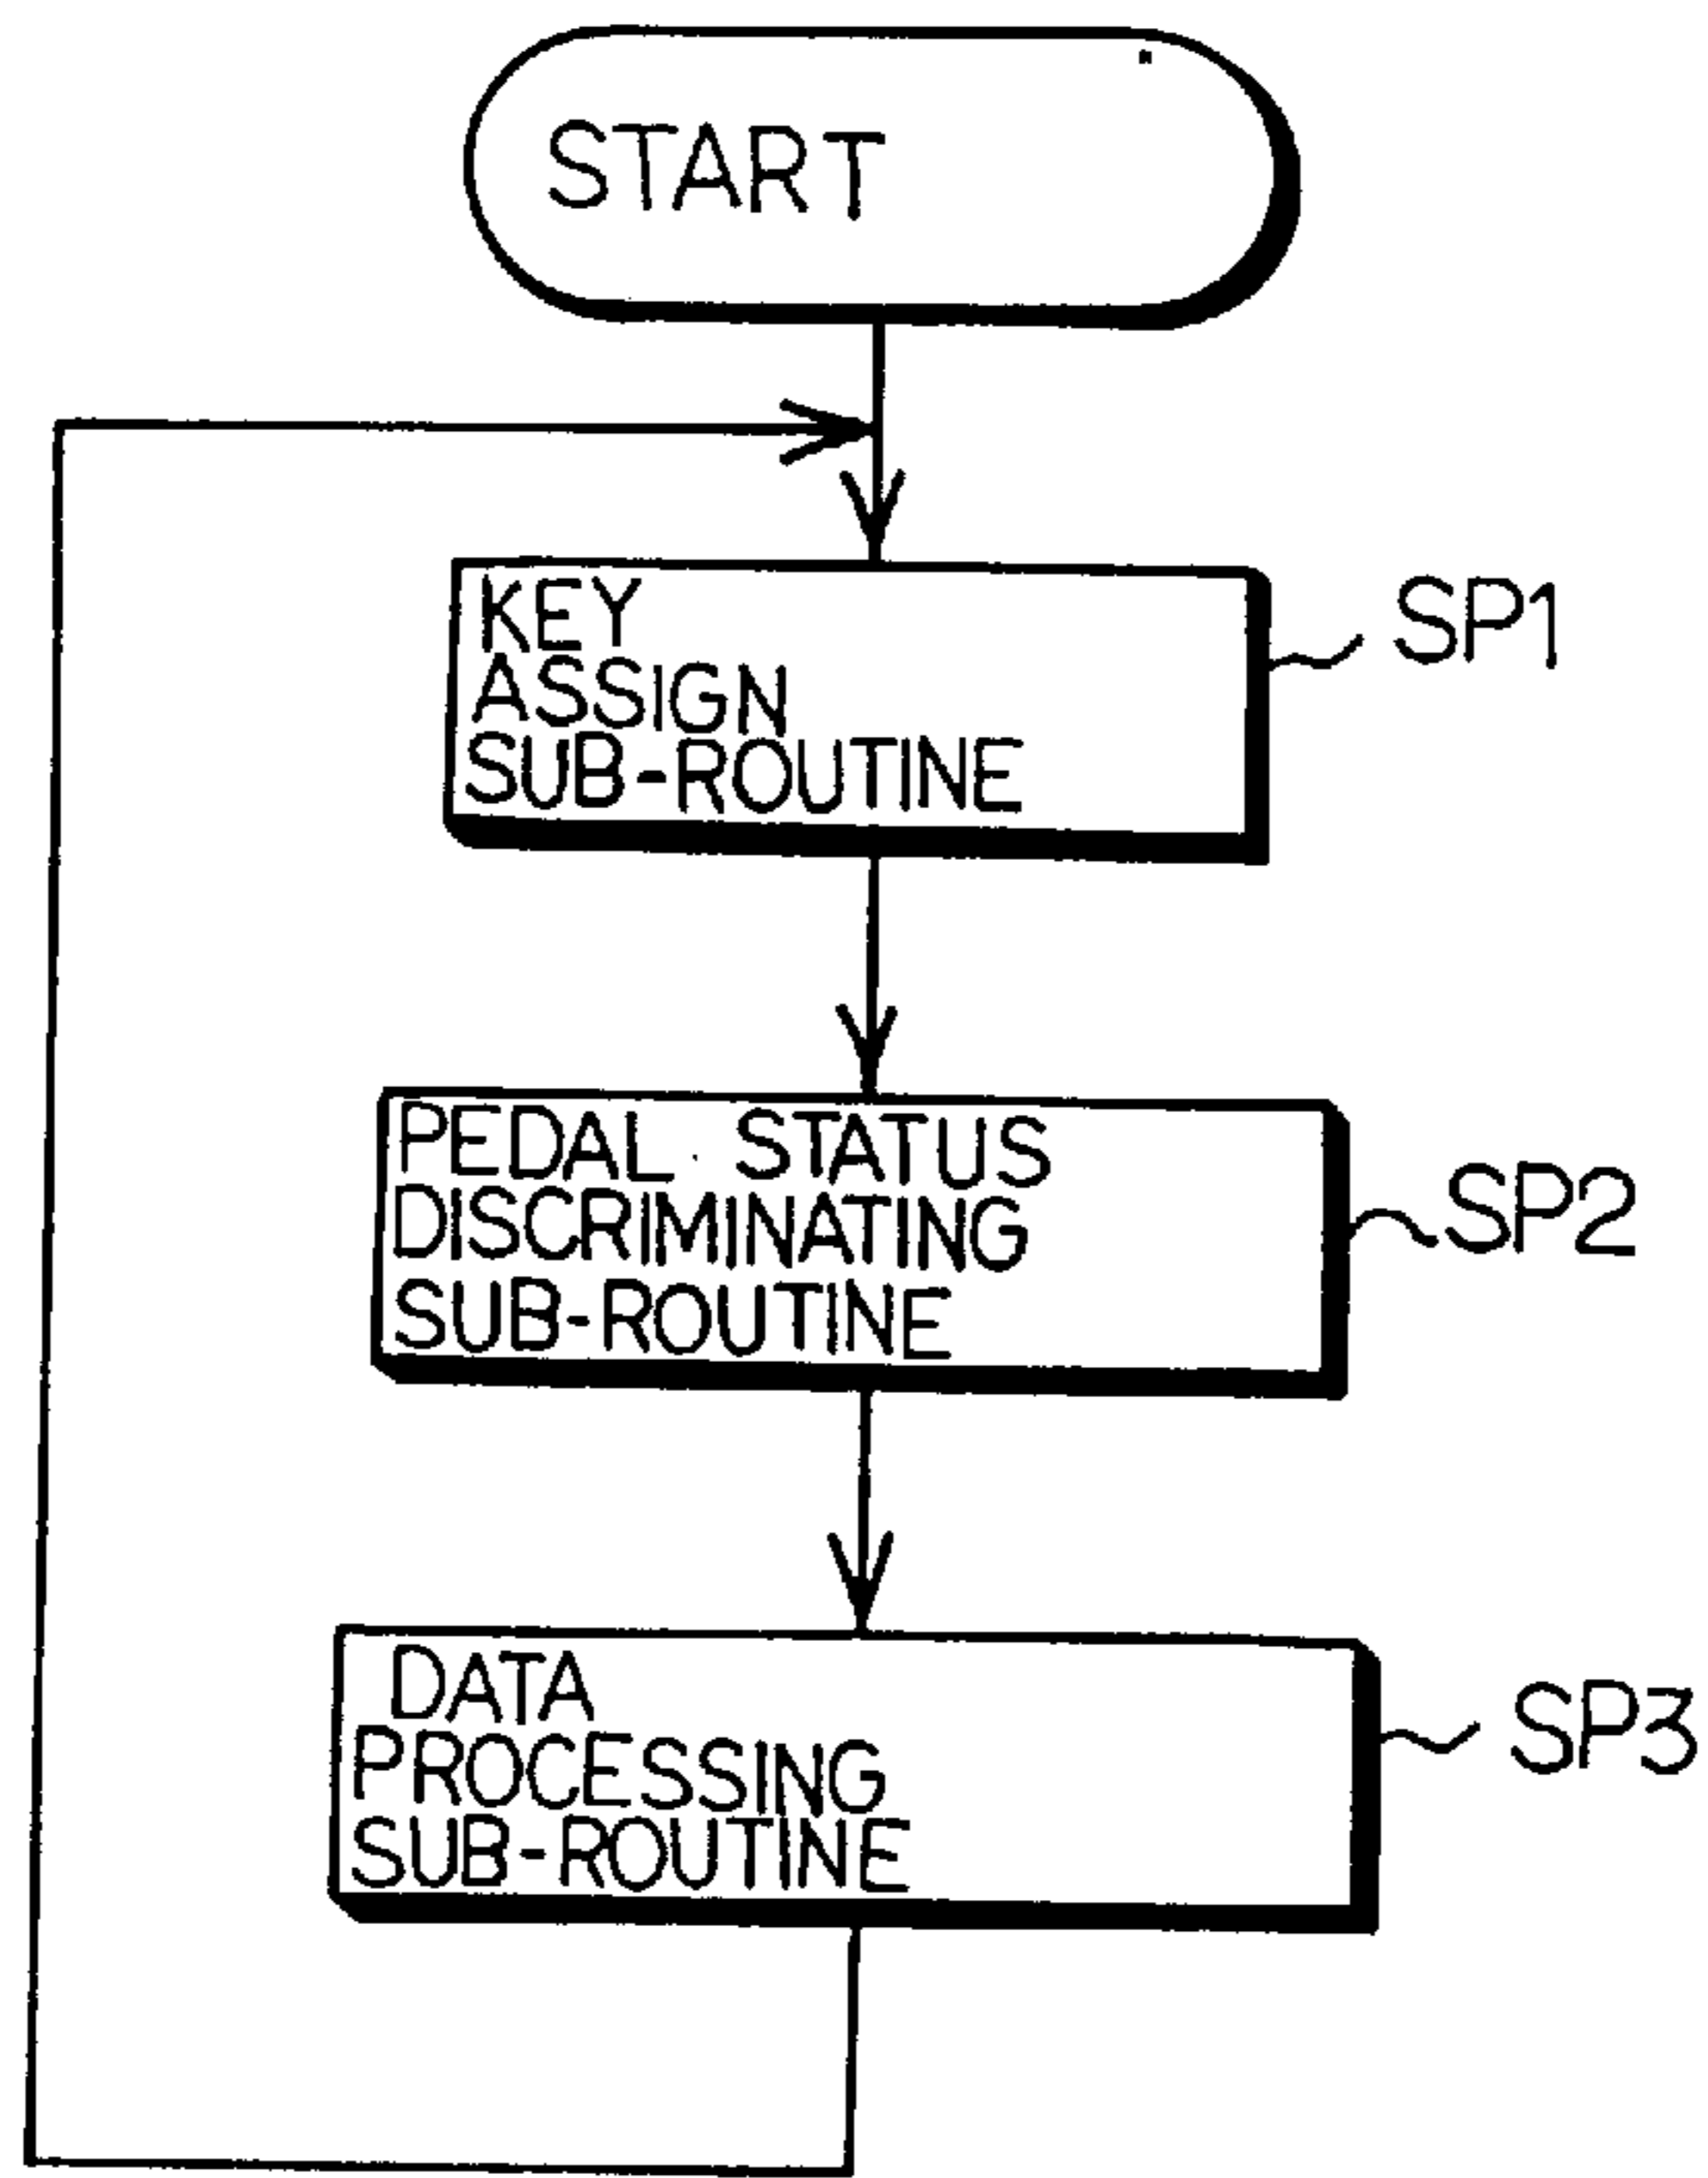 START
KEY
ASSIGN
SUB-ROUTINE
SP1
PEDAL STATUS
DISCRIMINATING
SUB-ROUTINE
SP2
DATA
PROCESSING
SUB-ROUTINE
SP3